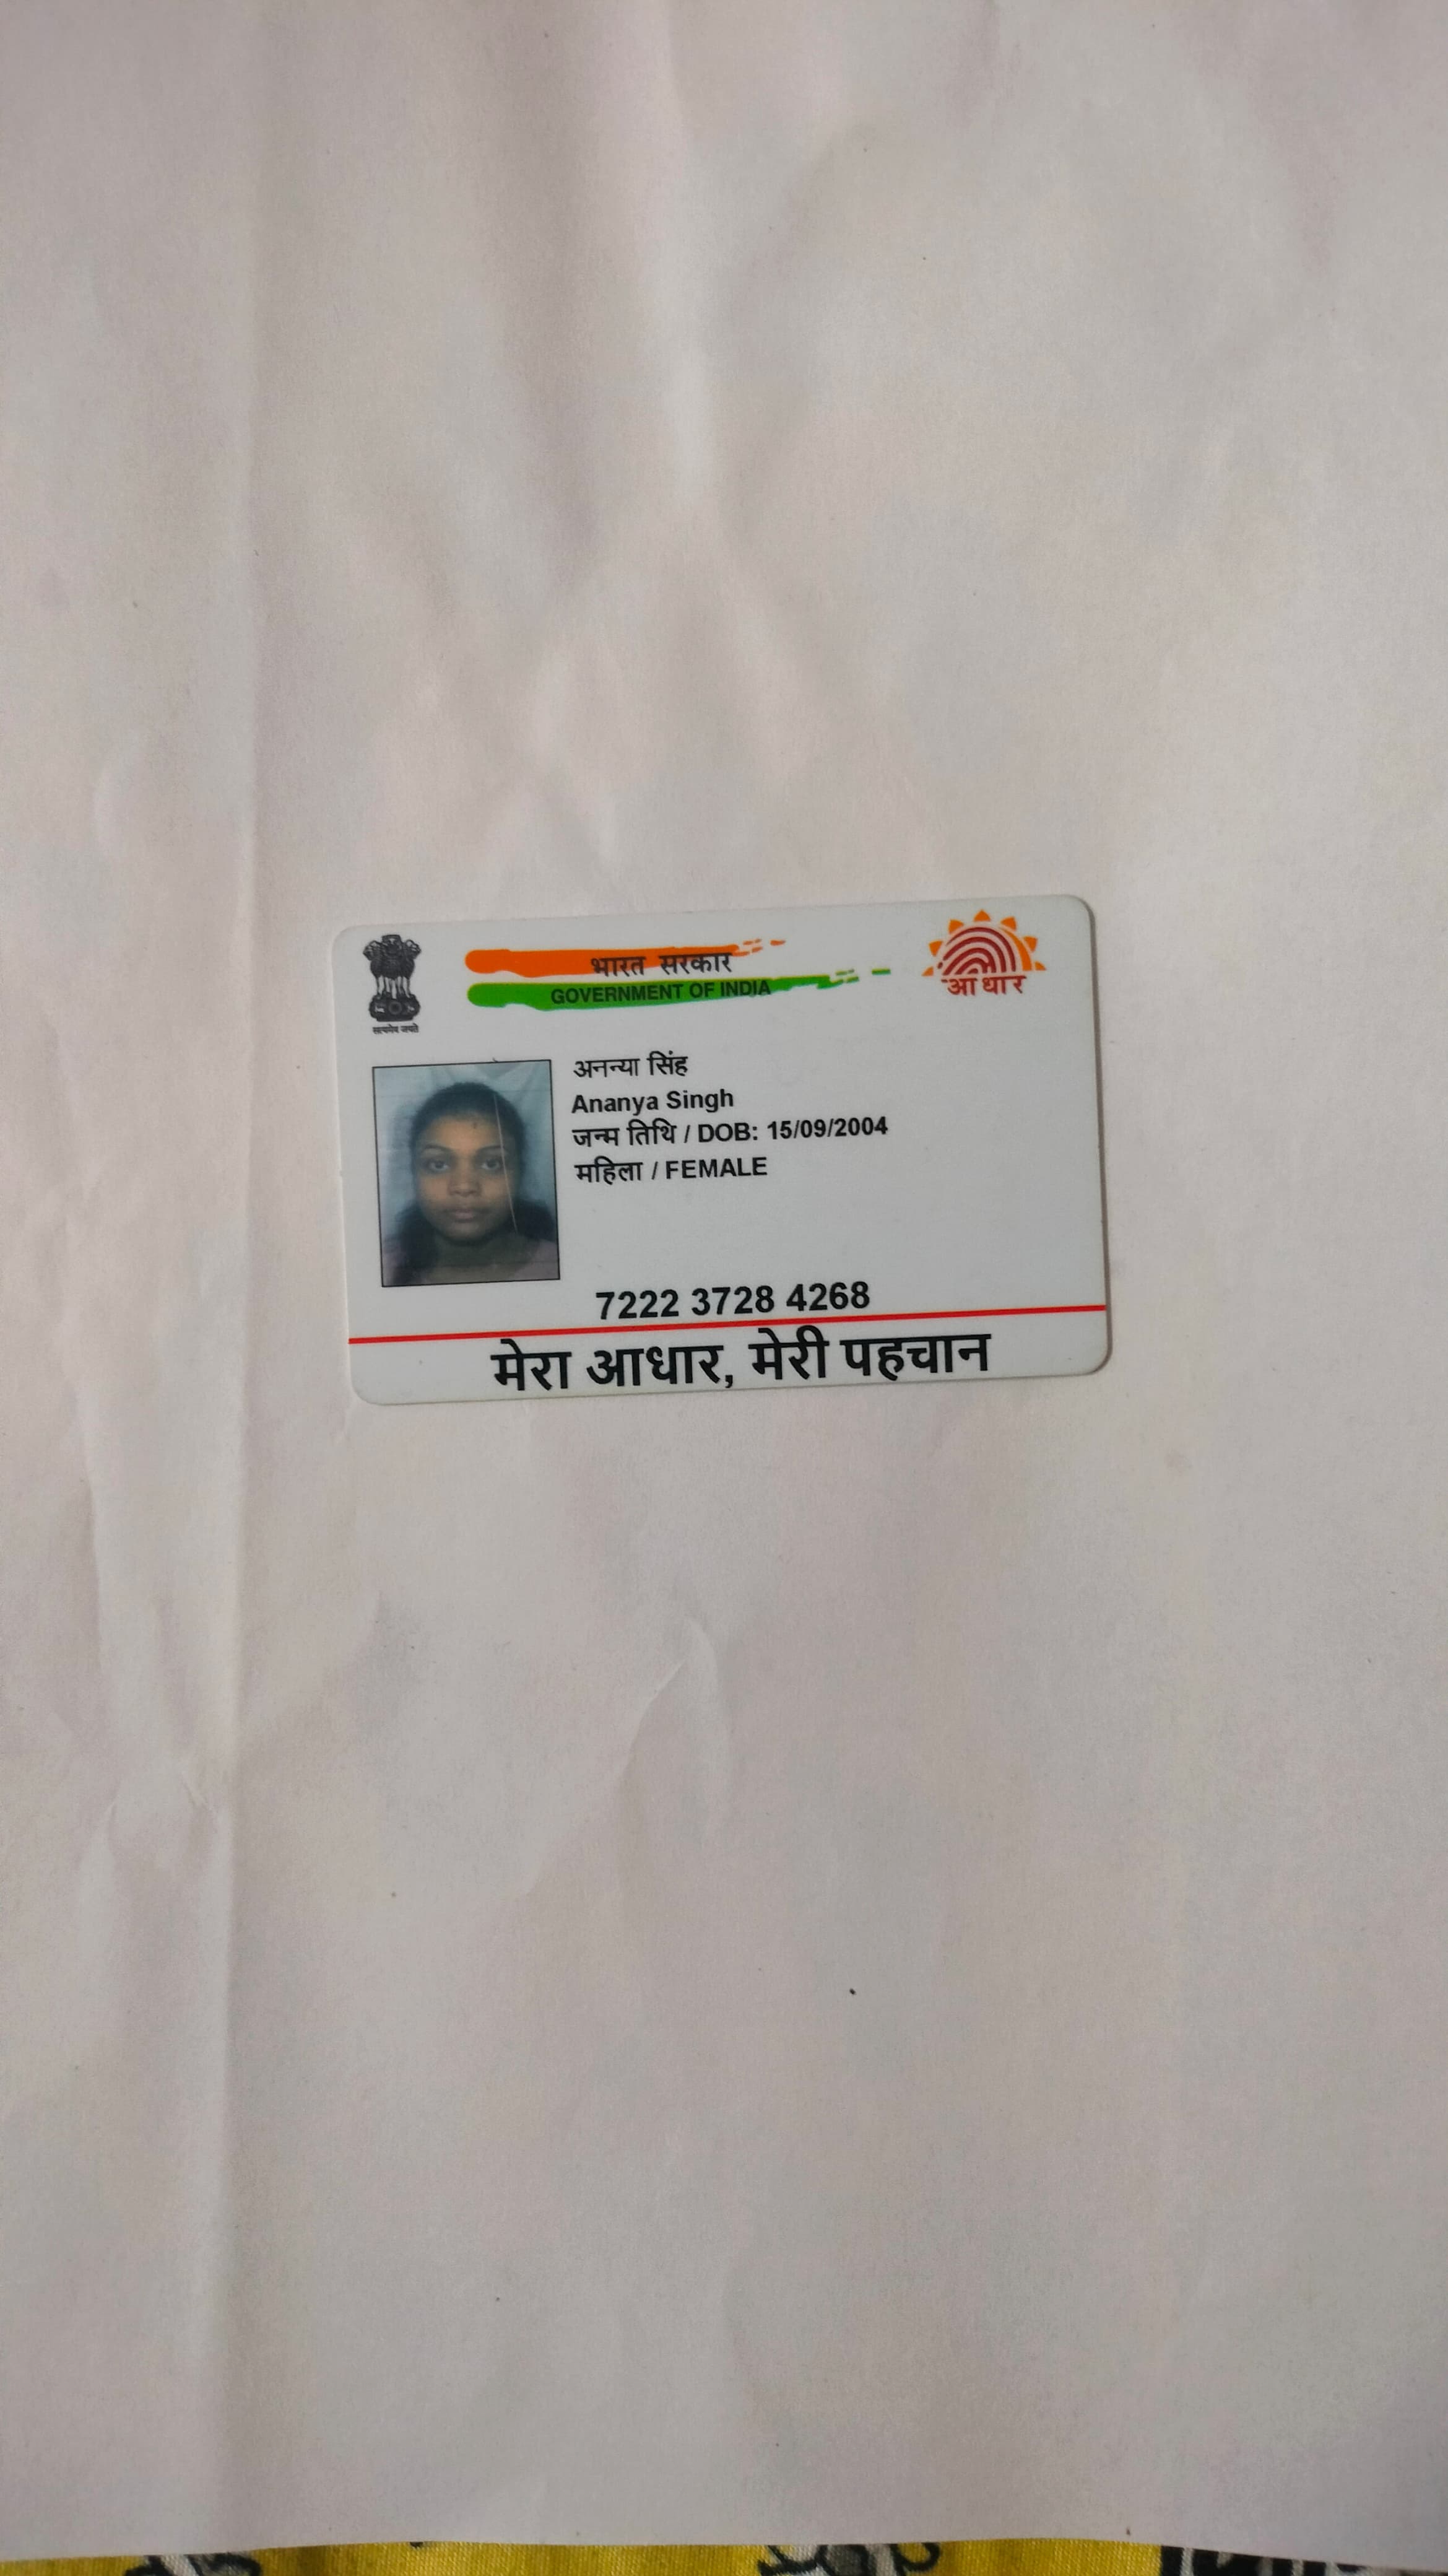 भारत सरकार
GOVERNMENT OF INDIA
आधार
सत्यमेव जयते
अनन्या सिंह
Ananya Singh
जन्म तिथि / DOB: 15/09/2004
महिला / FEMALE
7222 3728 4268
मेरा आधार, मेरी पहचान